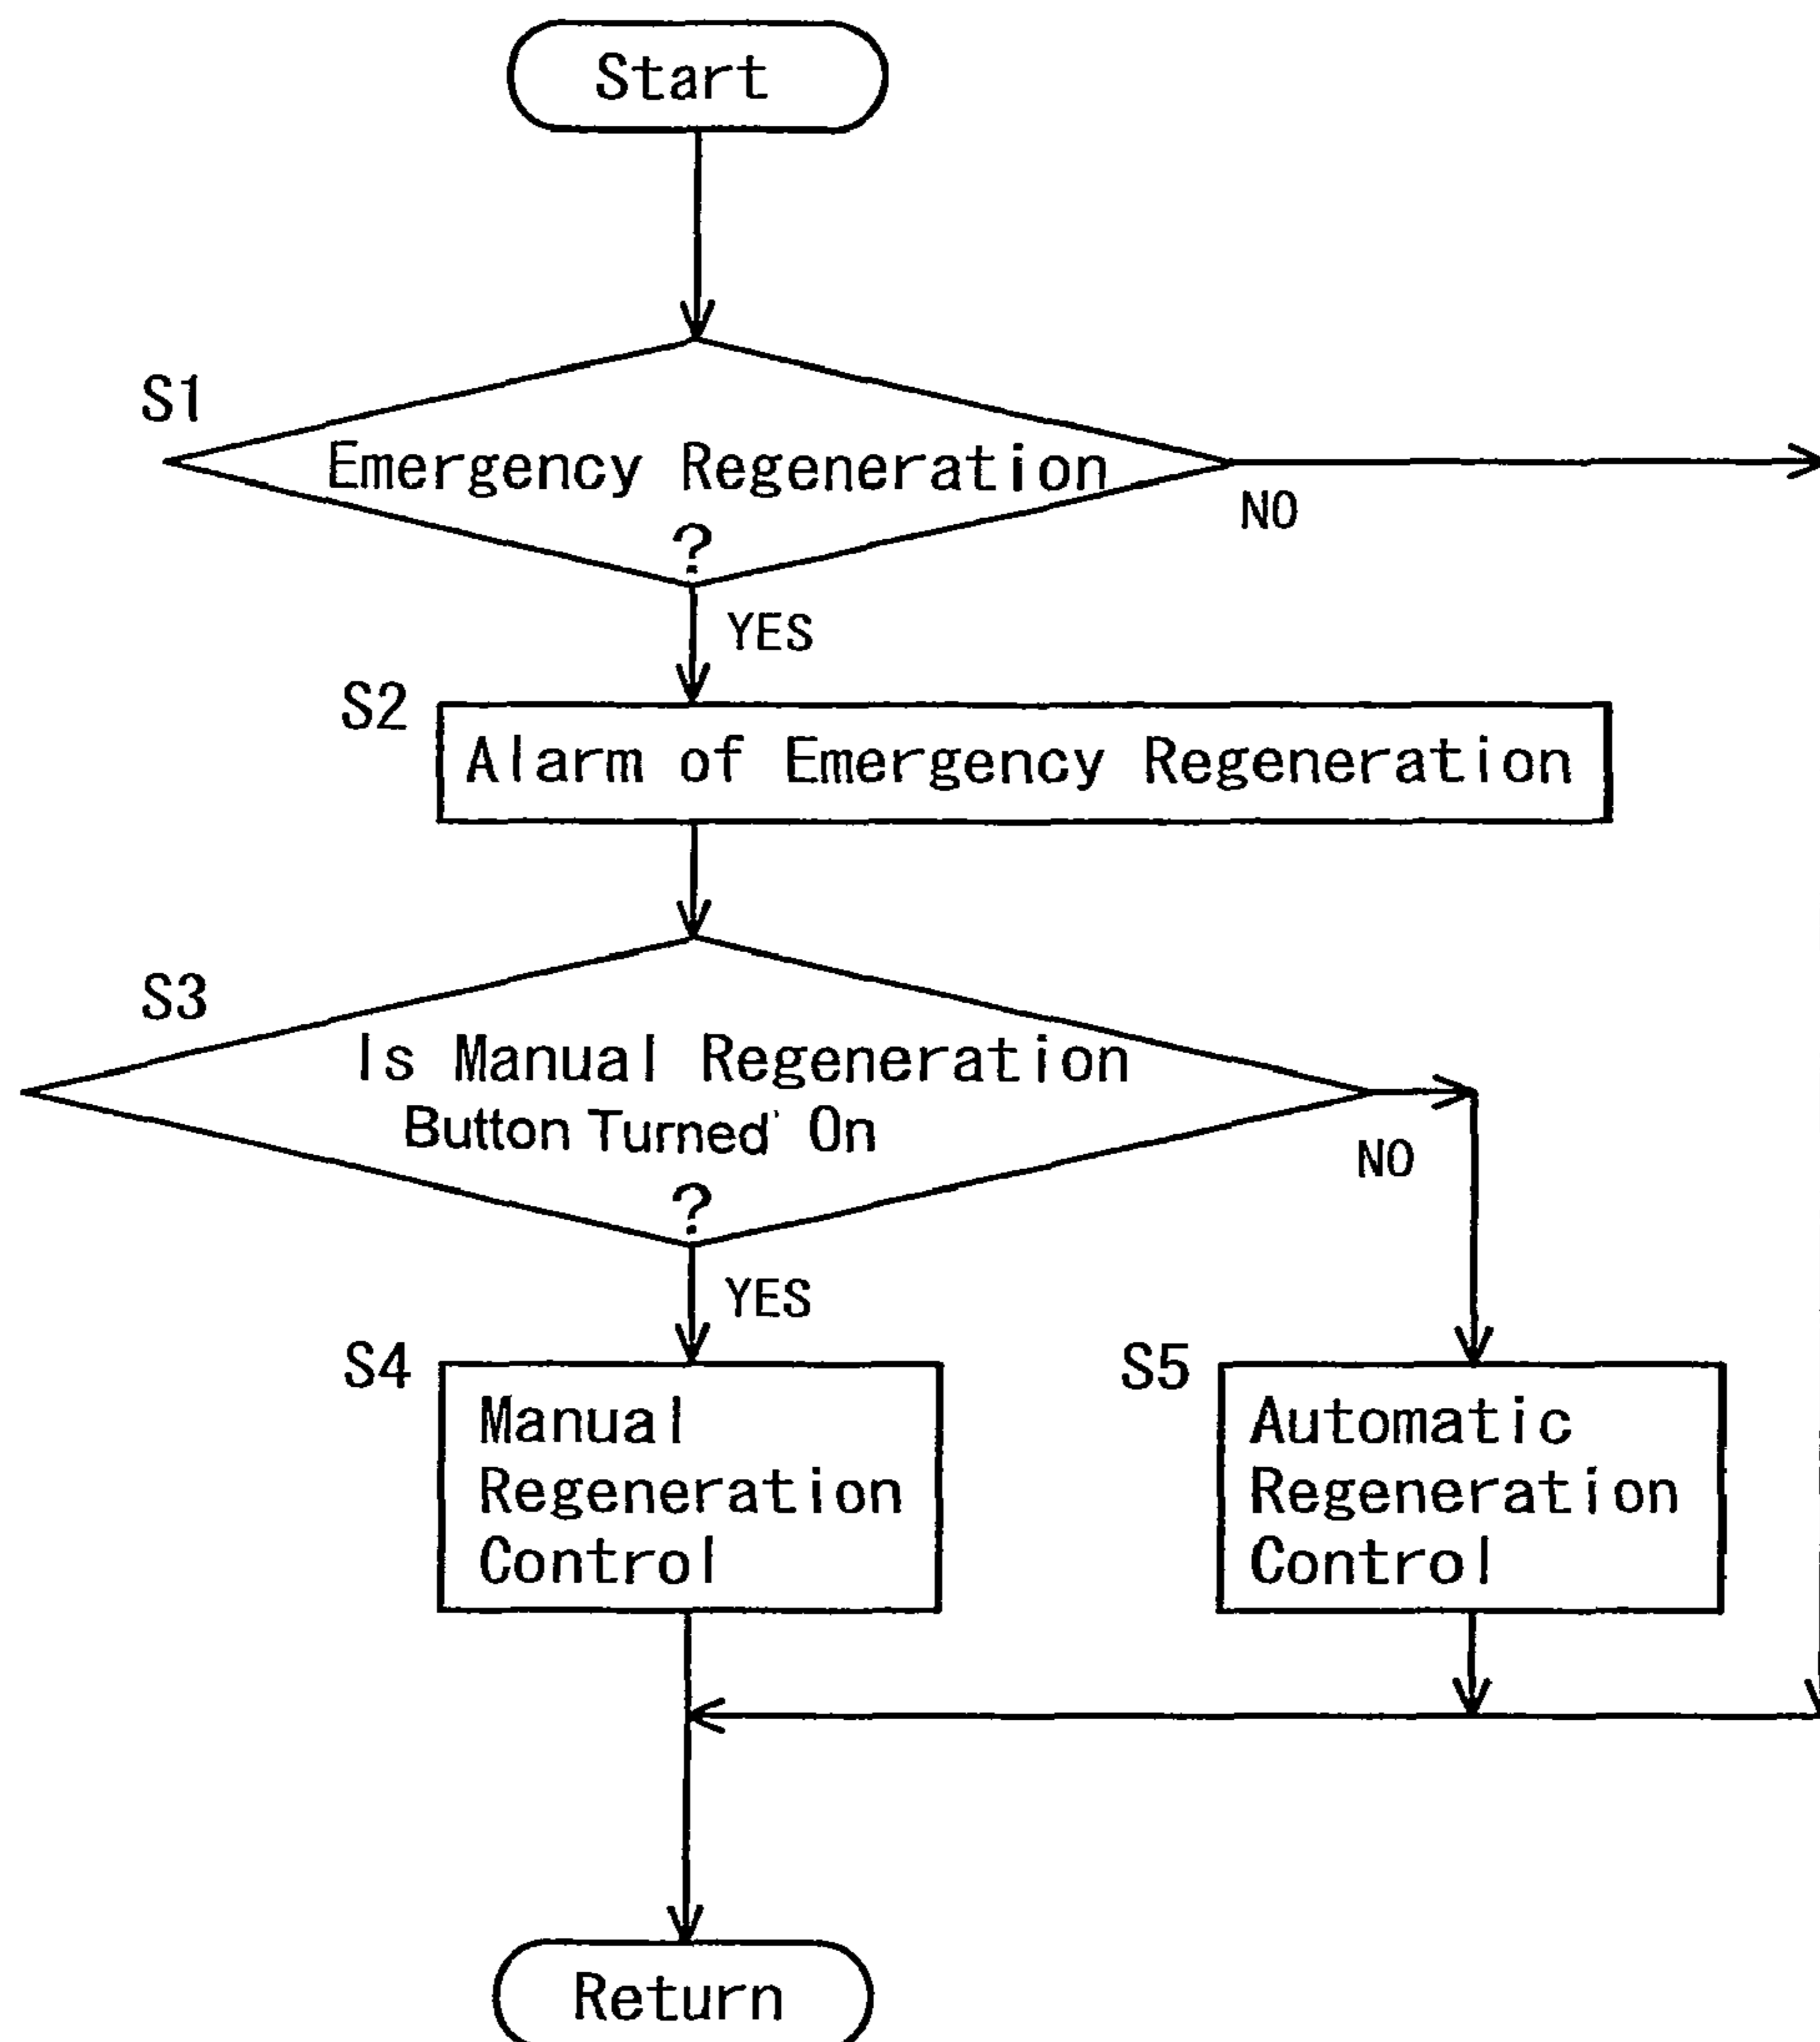 Start
S1
Emergency Regeneration
?
NO
YES
S2
Alarm of Emergency Regeneration
S3
Is Manual Regeneration
Button Turned On
?
NO
YES
S4
Manual
Regeneration
Control
S5
Automatic
Regeneration
Control
Return